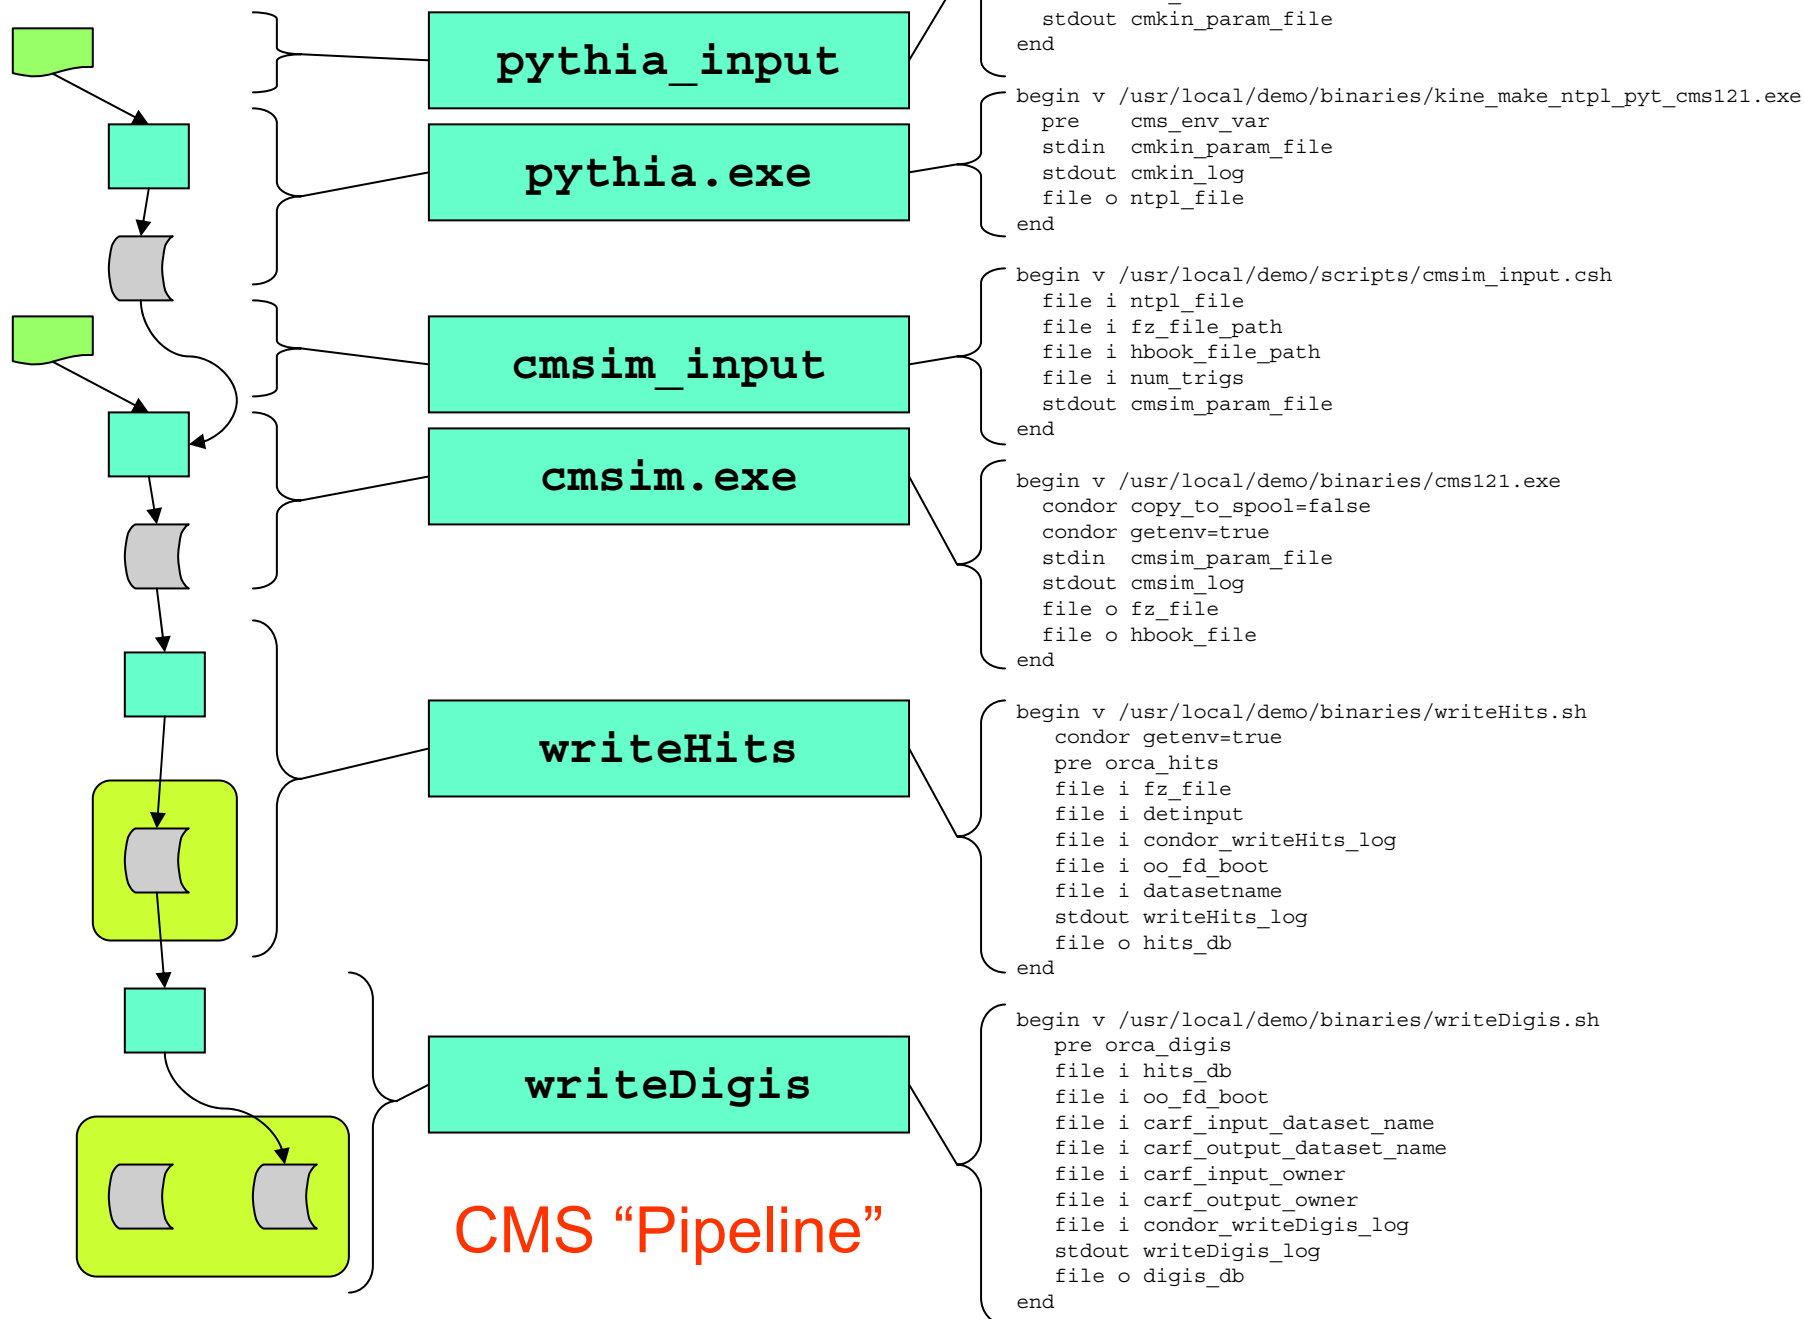 pythia_input
pythia.exe
cmsim_input
cmsim.exe
writeHits
writeDigis
CMS “Pipeline”
stdout cmkin_param_file
end
begin v /usr/local/demo/binaries/kine_make_ntpl_pyt_cms121.exe
pre cms_env_var
stdin cmkin_param_file
stdout cmkin_log
file o ntpl_file
end
begin v /usr/local/demo/scripts/cmsim_input.csh
file i ntpl_file
file i fz_file_path
file i hbook_file_path
file i num_trigs
stdout cmsim_param_file
end
begin v /usr/local/demo/binaries/cms121.exe
condor copy_to_spool=false
condor getenv=true
stdin cmsim_param_file
stdout cmsim_log
file o fz_file
file o hbook_file
end
begin v /usr/local/demo/binaries/writeHits.sh
condor getenv=true
pre orca_hits
file i fz_file
file i detinput
file i condor_writeHits_log
file i oo_fd_boot
file i datasetname
stdout writeHits_log
file o hits_db
end
begin v /usr/local/demo/binaries/writeDigis.sh
pre orca_digis
file i hits_db
file i oo_fd_boot
file i carf_input_dataset_name
file i carf_output_dataset_name
file i carf_input_owner
file i carf_output_owner
file i condor_writeDigis_log
stdout writeDigis_log
file o digis_db
end